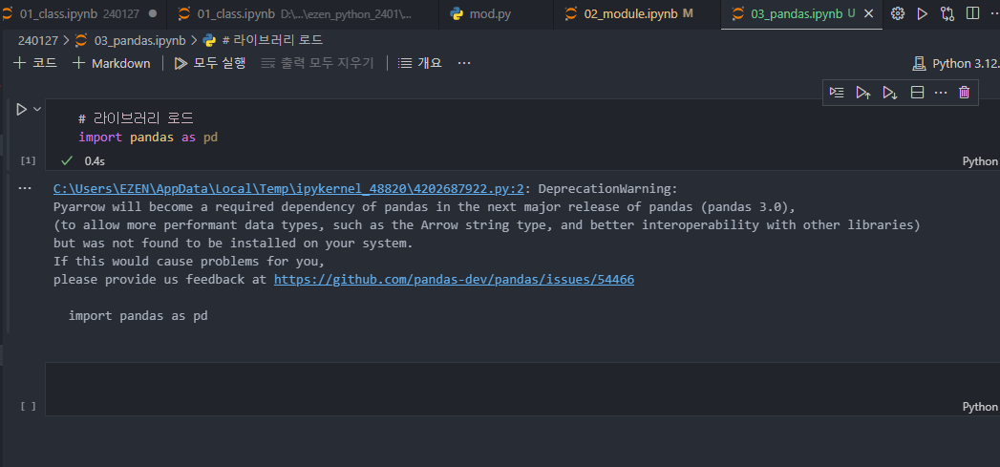 01_class.ipynb 240127
01_class.ipynb D:\...\ezen_python_2401\...
mod.py
02_module.ipynb M
03_pandas.ipynb U
240127 > 03_pandas.ipynb > # 라이브러리 로드
+ 코드 + Markdown 모두 실행 출력 모두 지우기 개요 ...
Python 3.12.
# 라이브러리 로드
import pandas as pd
[1] 0.4s
Python
C:\Users\EZEN\AppData\Local\Temp\ipykernel_48820\4202687922.py:2: DeprecationWarning:
Pyarrow will become a required dependency of pandas in the next major release of pandas (pandas 3.0),
(to allow more performant data types, such as the Arrow string type, and better interoperability with other libraries)
but was not found to be installed on your system.
If this would cause problems for you,
please provide us feedback at https://github.com/pandas-dev/pandas/issues/54466
import pandas as pd
[ ]
Python